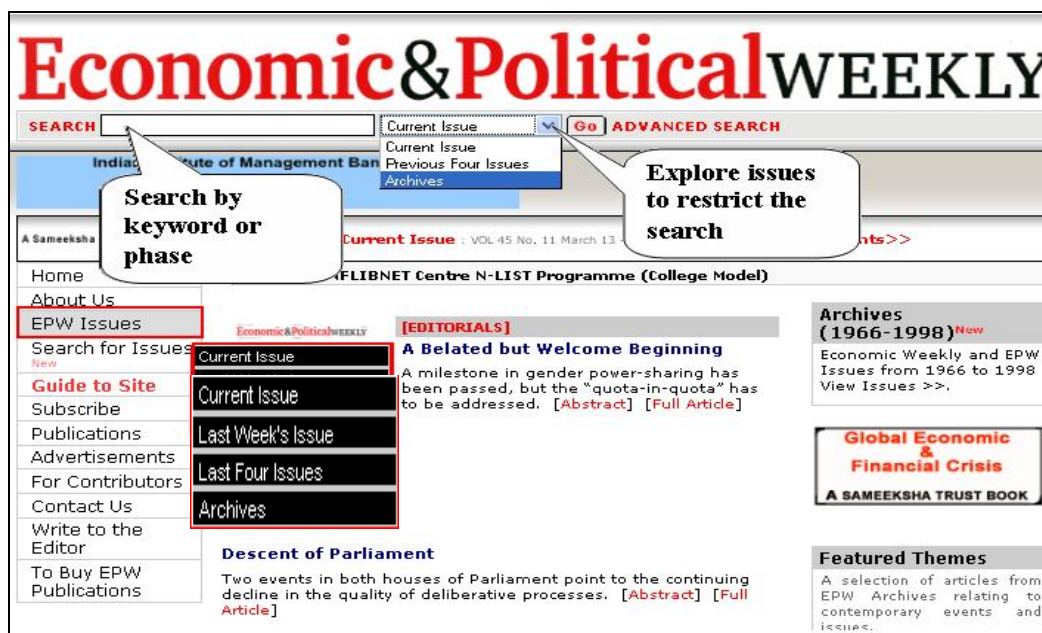 Economic&PoliticalWEEKLY
SEARCH
Current Issue
Go
ADVANCED SEARCH
Current Issue
Previous Four Issues
Archives
of Management
Search by
keyword or
phase
Explore issues
to restrict the
search
A Sameeksha
Current Issue : VOL 45 No. 11 March 13
>>
Centre N-LIST Programme (College Model)
Home
About Us
EPW Issues
Search for Issues
New
Guide to Site
Subscribe
Publications
Advertisements
For Contributors
Contact Us
Write to the
Editor
To Buy EPW
Publications
Current Issue
Current Issue
Last Week's Issue
Last Four Issues
Archives
Economic&PoliticalWEEKLY
[EDITORIALS]
A Belated but Welcome Beginning
A milestone in gender power-sharing has
been passed, but the "quota-in-quota" has
to be addressed. [Abstract] [Full Article]
Descent of Parliament
Two events in both houses of Parliament point to the continuing
decline in the quality of deliberative processes. [Abstract] [Full
Article]
Archives
(1966-1998)New
Economic Weekly and EPW
Issues from 1966 to 1998
View Issues >>.
Global Economic
&
Financial Crisis
A SAMEEKSHA TRUST BOOK
Featured Themes
A selection of articles from
EPW Archives relating to
contemporary events and
issues.